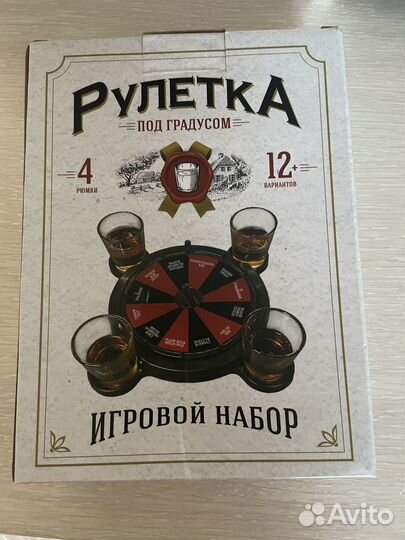 РУЛЕТКА
ПОД ГРАДУСОМ
4
РЮМКИ
12+
ВАРИАНТОВ
ИГРОВОЙ НАБОР
Avito